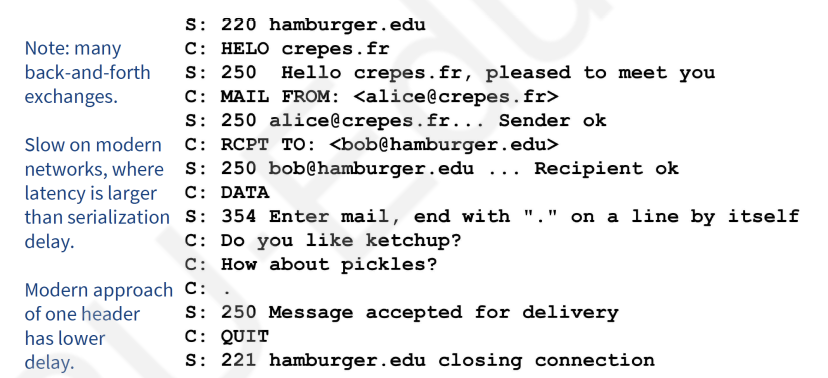 Note: many
back-and-forth
exchanges.
Slow on modern
networks, where
latency is larger
than serialization
delay.
Modern approach
of one header
has lower
delay.
S: 220 hamburger.edu
C: HELO crepes.fr
S: 250  Hello crepes.fr, pleased to meet you
C: MAIL FROM: <alice@crepes.fr>
S: 250 alice@crepes.fr... Sender ok
C: RCPT TO: <bob@hamburger.edu>
S: 250 bob@hamburger.edu ... Recipient ok
C: DATA
S: 354 Enter mail, end with "." on a line by itself
C: Do you like ketchup?
C: How about pickles?
C: .
S: 250 Message accepted for delivery
C: QUIT
S: 221 hamburger.edu closing connection